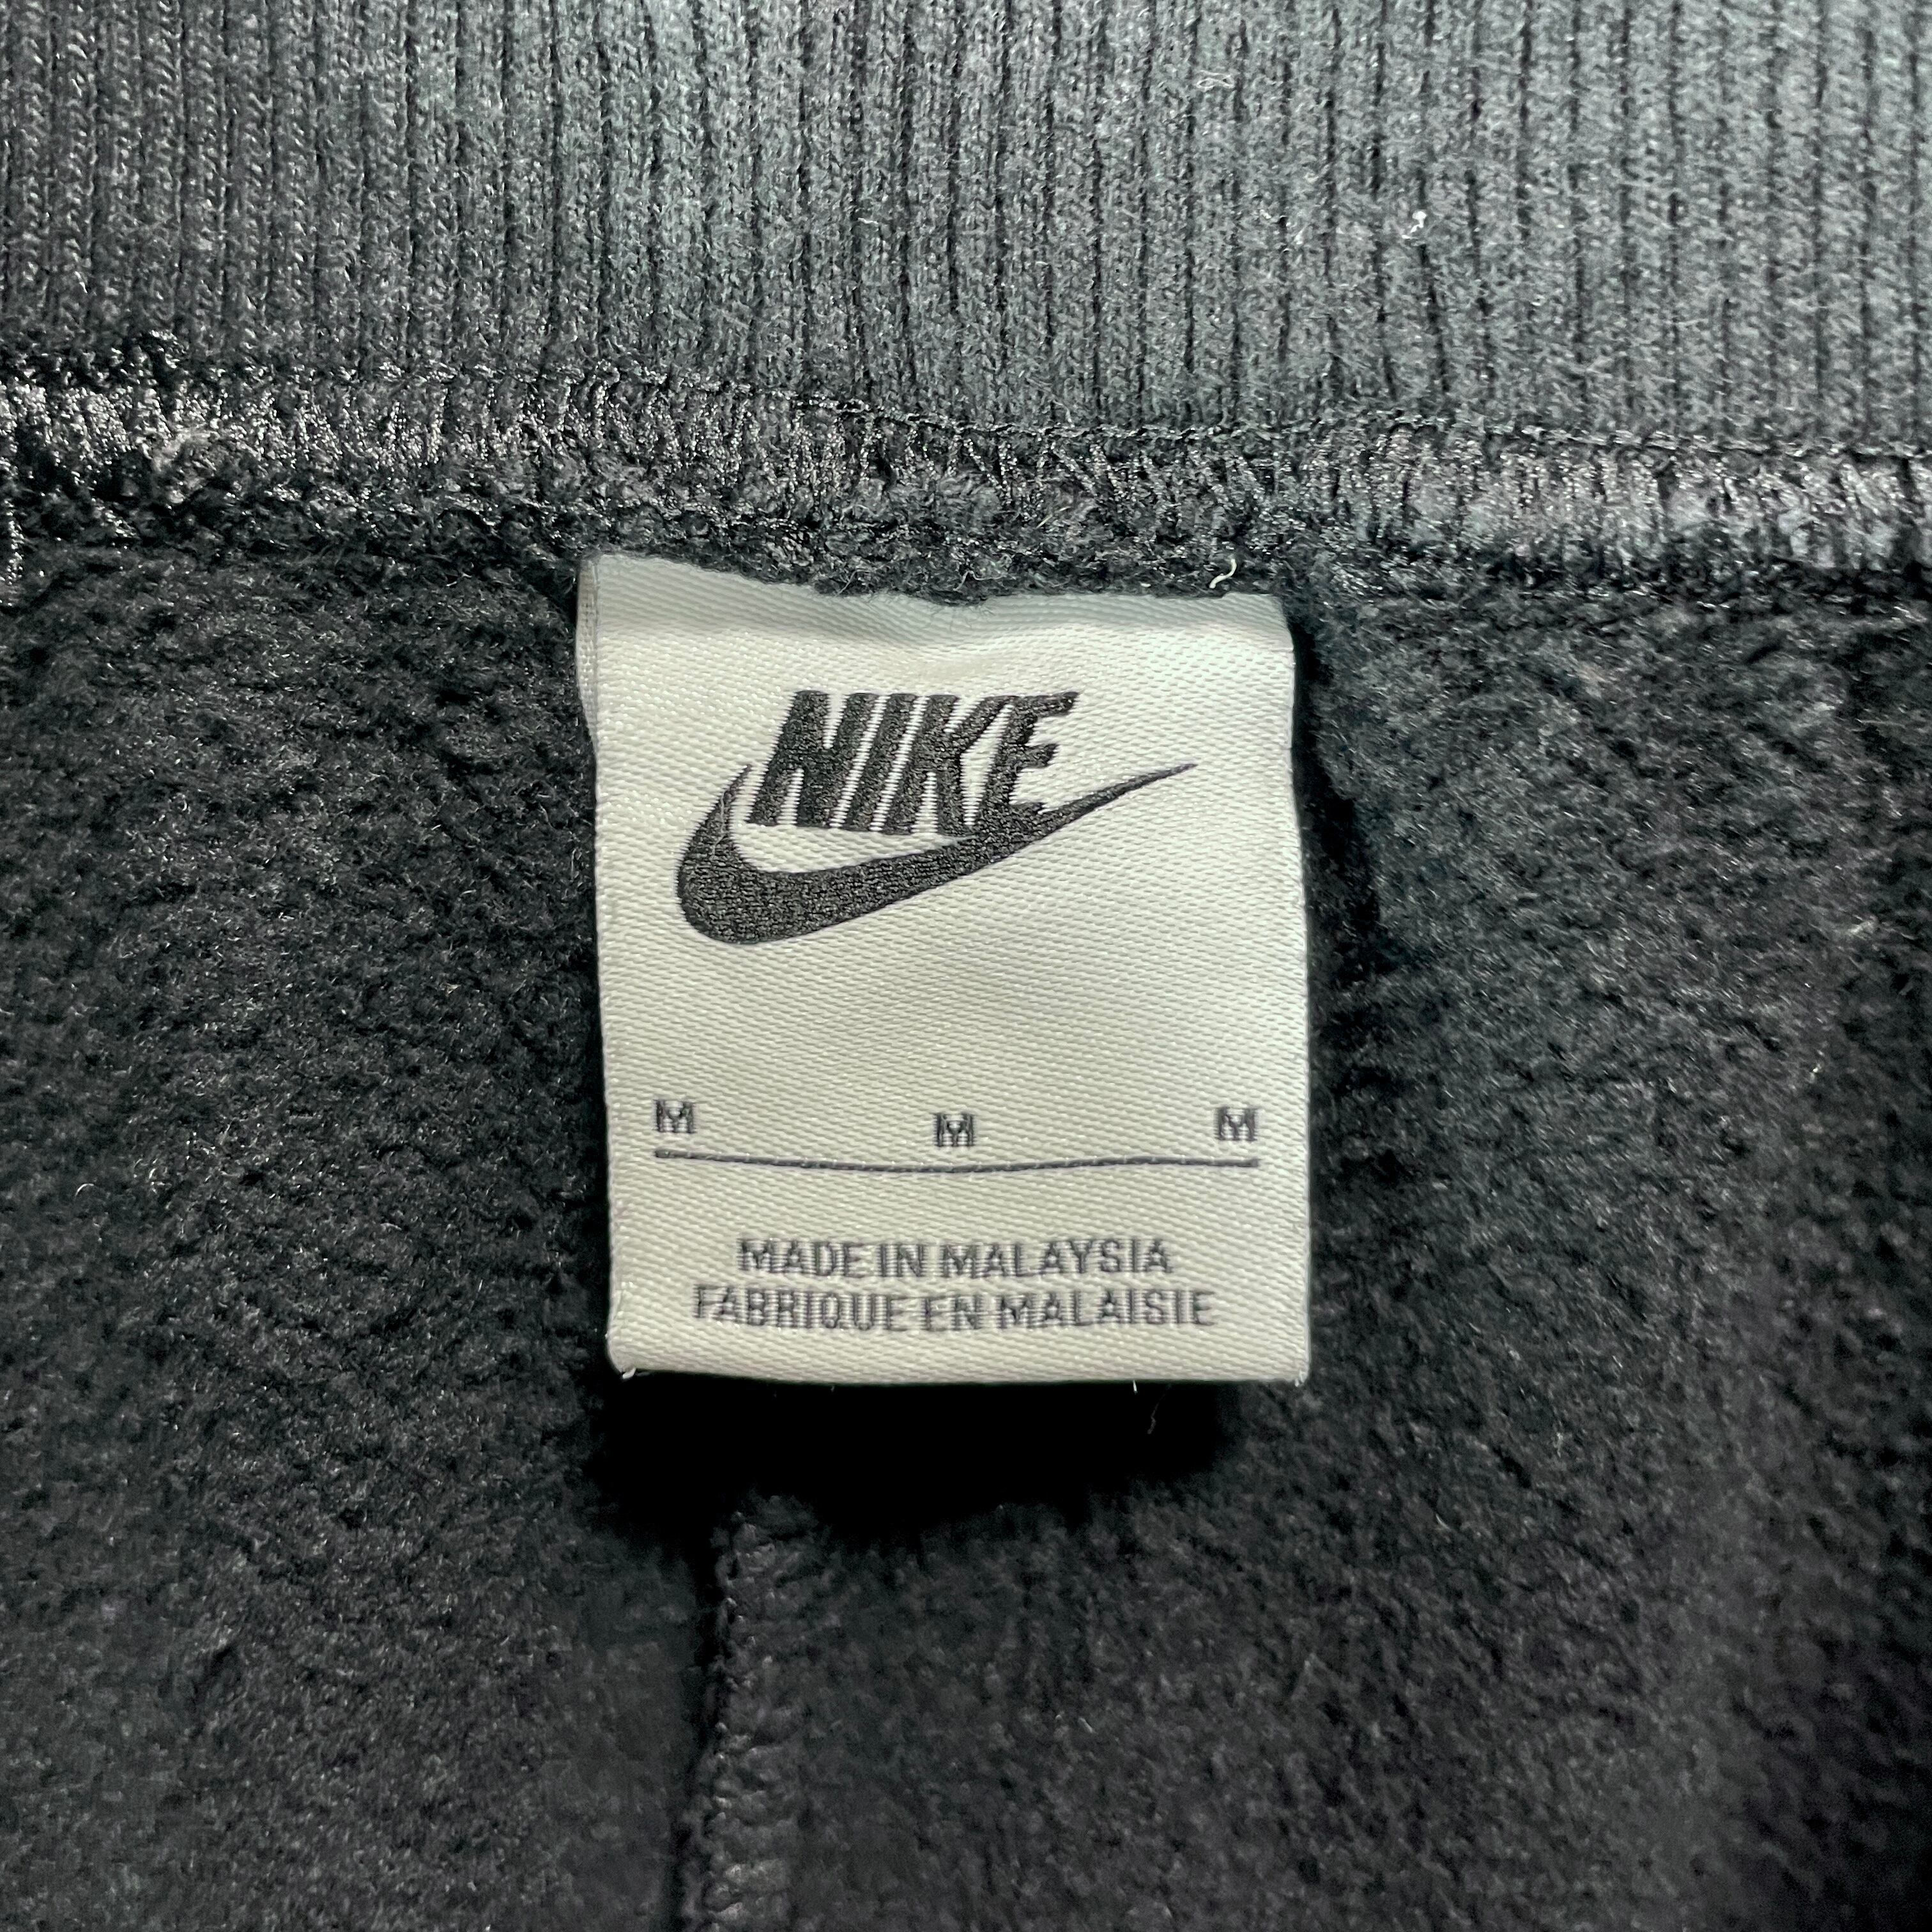 NIKE
M M M
MADE IN MALAYSIA
FABRIQUE EN MALAISIE